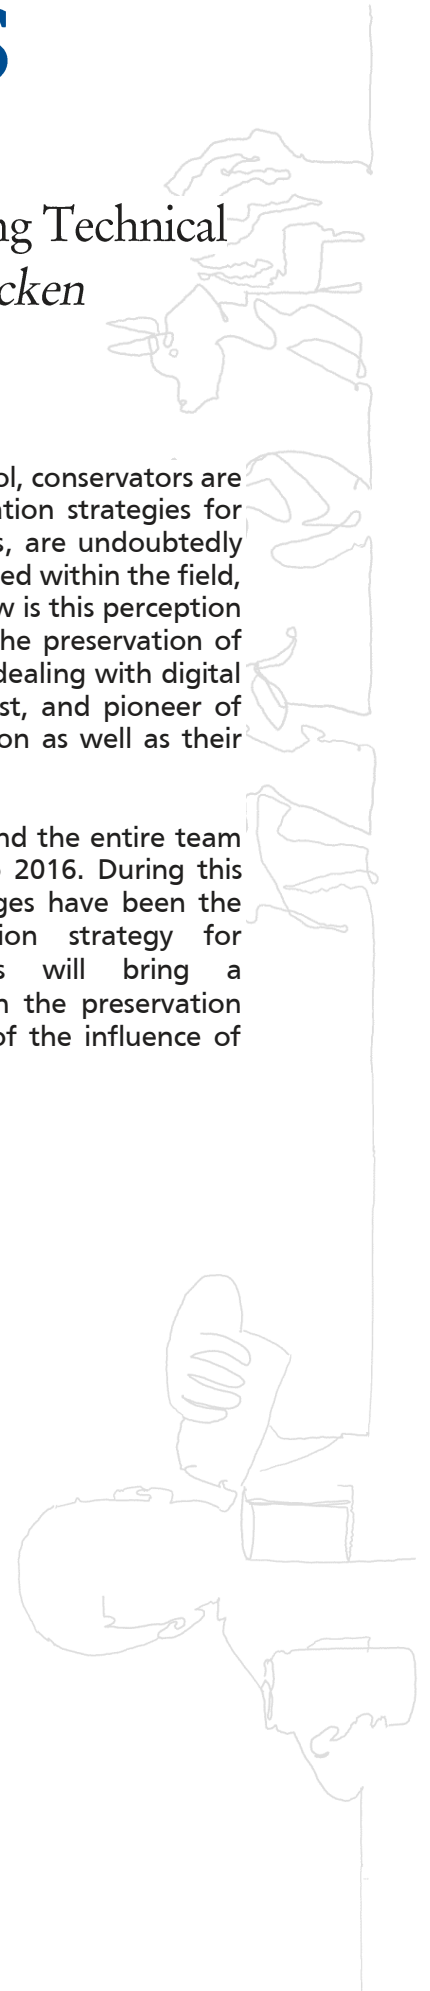 s
ng Technical
cken
ol, conservators are
ation strategies for
s, are undoubtedly
ed within the field,
w is this perception
he preservation of
dealing with digital
st, and pioneer of
on as well as their
nd the entire team
2016. During this
ges have been the
ion strategy for
s will bring a
n the preservation
of the influence of